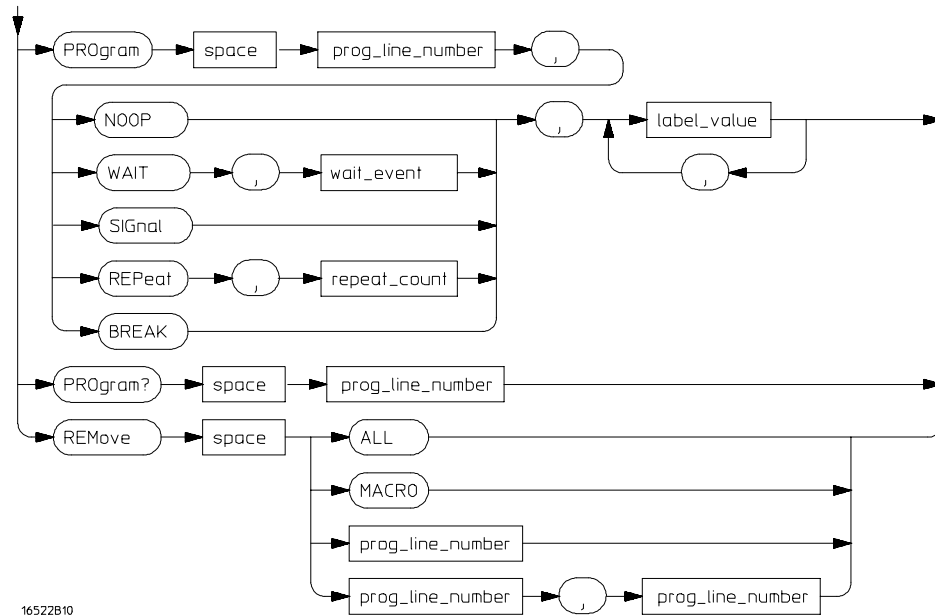 PROgram space prog_line_number ,
NOOP , label_value
WAIT , wait_event ,
SIGnal
REPeat , repeat_count
BREAK
PROgram? space prog_line_number
REMove space ALL
MACRO
prog_line_number
prog_line_number , prog_line_number
16522B10